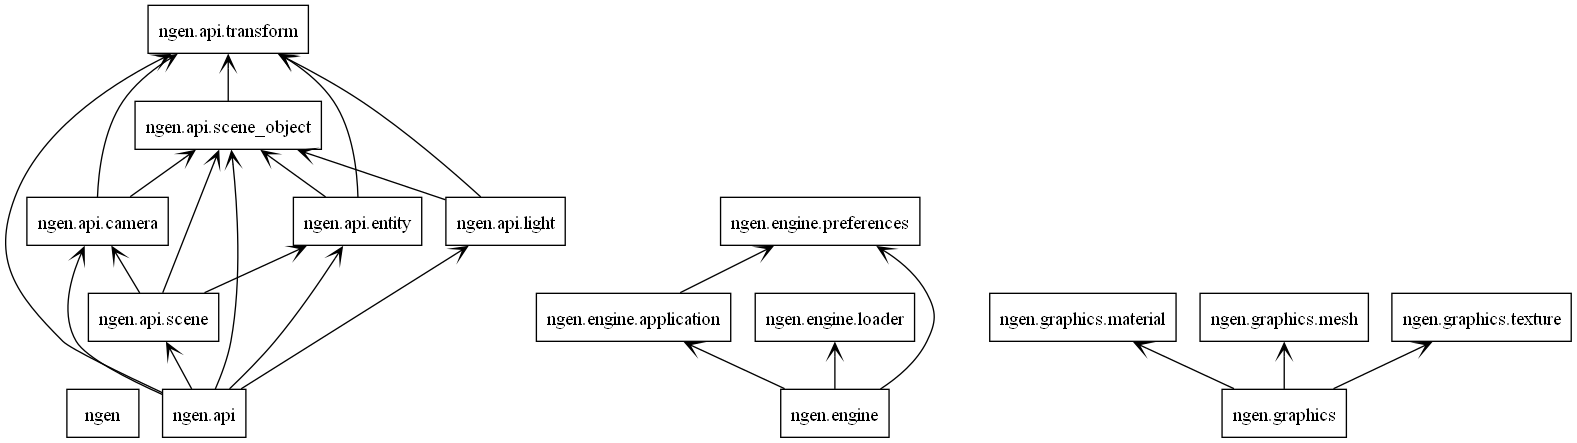 ngen.api.transform
ngen.api.scene_object
ngen.api.camera
ngen.api.entity
ngen.api.light
ngen.engine.preferences
ngen.api.scene
ngen.engine.application
ngen.engine.loader
ngen.graphics.material
ngen.graphics.mesh
ngen.graphics.texture
ngen
ngen.api
ngen.engine
ngen.graphics